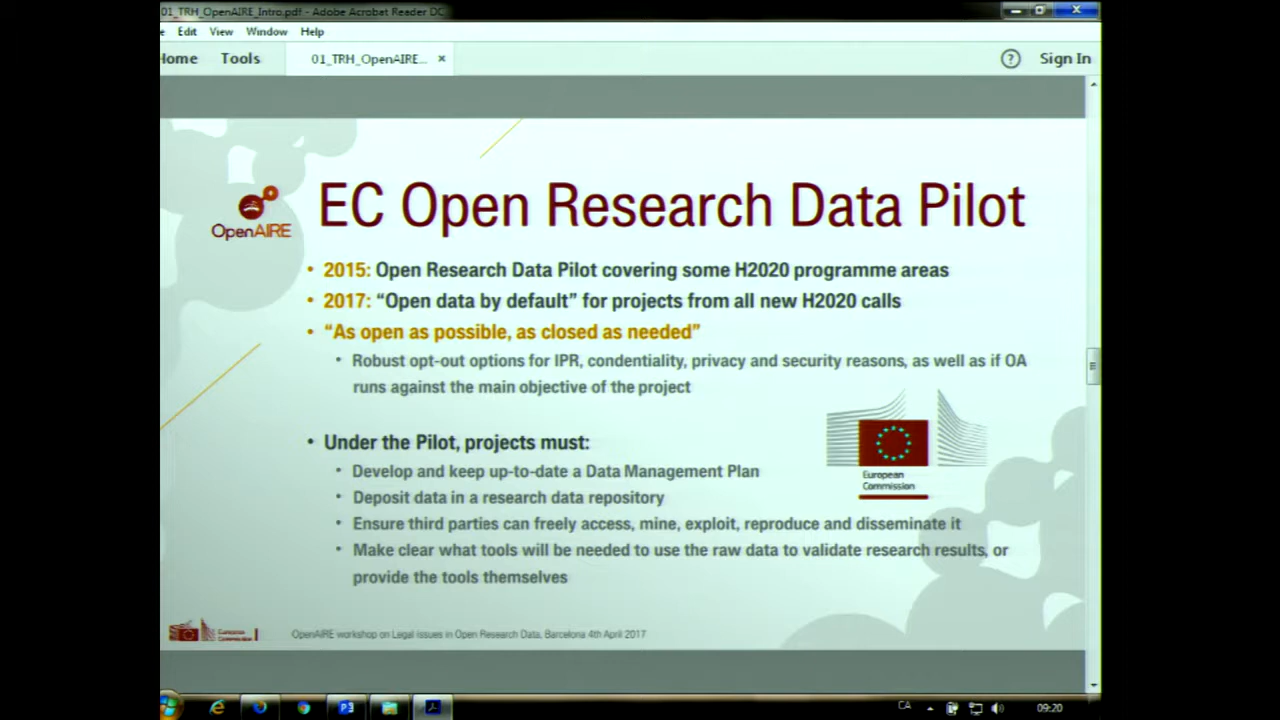 01_TRH_OpenAIRE_Intro.pdf - Adobe Acrobat Reader DC
e Edit View Window Help
Home Tools 01_TRH_OpenAIRE... × ? Sign In
EC Open Research Data Pilot
OpenAIRE
• 2015: Open Research Data Pilot covering some H2020 programme areas
• 2017: “Open data by default” for projects from all new H2020 calls
• “As open as possible, as closed as needed”
• Robust opt-out options for IPR, condentiality, privacy and security reasons, as well as if OA
runs against the main objective of the project
• Under the Pilot, projects must:
• Develop and keep up-to-date a Data Management Plan
• Deposit data in a research data repository
• Ensure third parties can freely access, mine, exploit, reproduce and disseminate it
• Make clear what tools will be needed to use the raw data to validate research results, or
provide the tools themselves
European
Commission
European
Commission
OpenAIRE workshop on Legal issues in Open Research Data, Barcelona 4th April 2017
CA 09:20